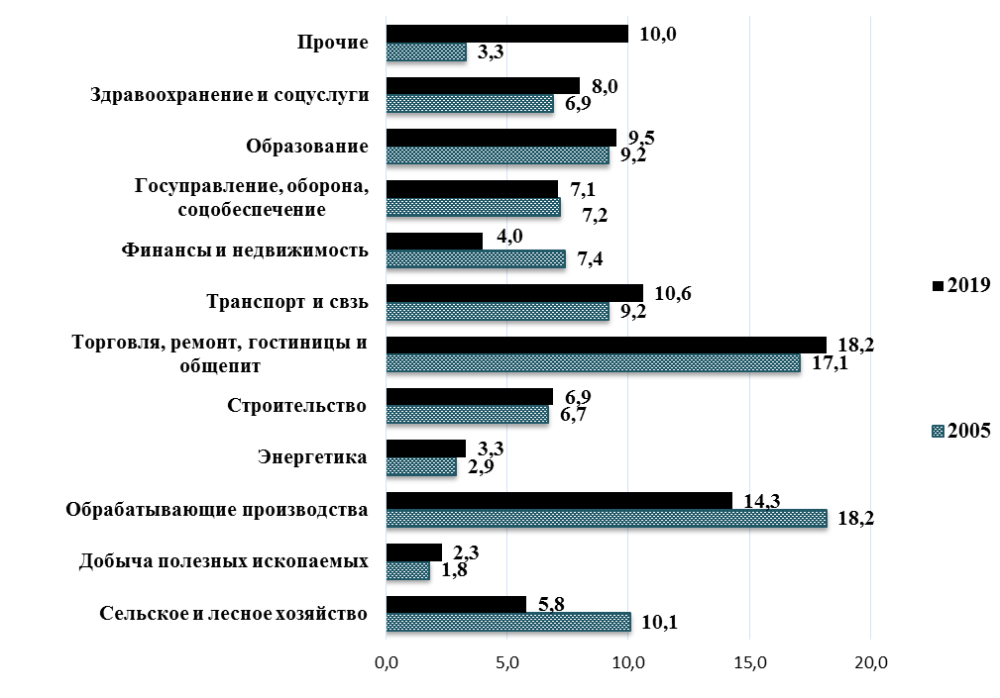 Прочие
10,0
3,3
Здравоохранение и соцуслуги
8,0
6,9
Образование
9,5
9,2
Госуправление, оборона,
соцобеспечение
7,1
7,2
Финансы и недвижимость
4,0
7,4
Транспорт и свзь
10,6
9,2
Торговля, ремонт, гостиницы и
общепит
18,2
17,1
Строительство
6,9
6,7
Энергетика
3,3
2,9
Обрабатывающие производства
14,3
18,2
Добыча полезных ископаемых
2,3
1,8
Сельское и лесное хозяйство
5,8
10,1
0,0 5,0 10,0 15,0 20,0
2019
2005